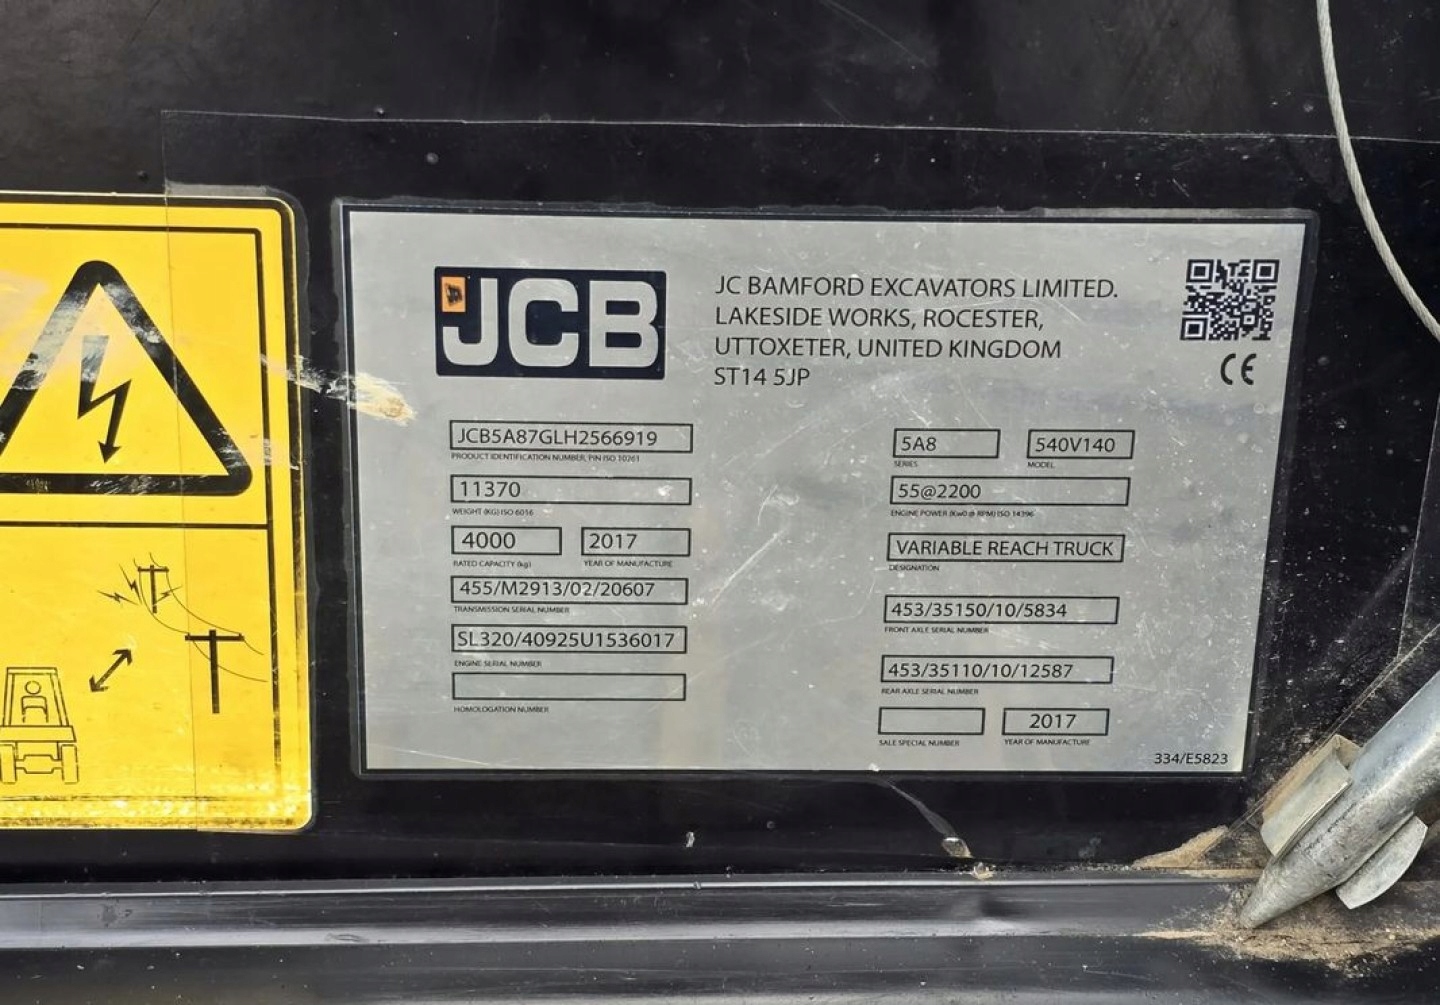 JCB
JC BAMFORD EXCAVATORS LIMITED.
LAKESIDE WORKS, ROCESTER,
UTTOXETER, UNITED KINGDOM
ST14 5JP
CE
JCB5A87GLH2566919
PRODUCT IDENTIFICATION NUMBER, PIN ISO 10261
11370
WEIGHT (KG) ISO 6016
4000
RATED CAPACITY (kg)
2017
YEAR OF MANUFACTURE
455/M2913/02/20607
TRANSMISSION SERIAL NUMBER
SL320/40925U1536017
ENGINE SERIAL NUMBER
HOMOLOGATION NUMBER
5A8
SERIES
540V140
MODEL
55@2200
ENGINE POWER (Kw@ RPM) ISO 14396
VARIABLE REACH TRUCK
DESIGNATION
453/35150/10/5834
FRONT AXLE SERIAL NUMBER
453/35110/10/12587
REAR AXLE SERIAL NUMBER
SALE SPECIAL NUMBER
2017
YEAR OF MANUFACTURE
334/E5823